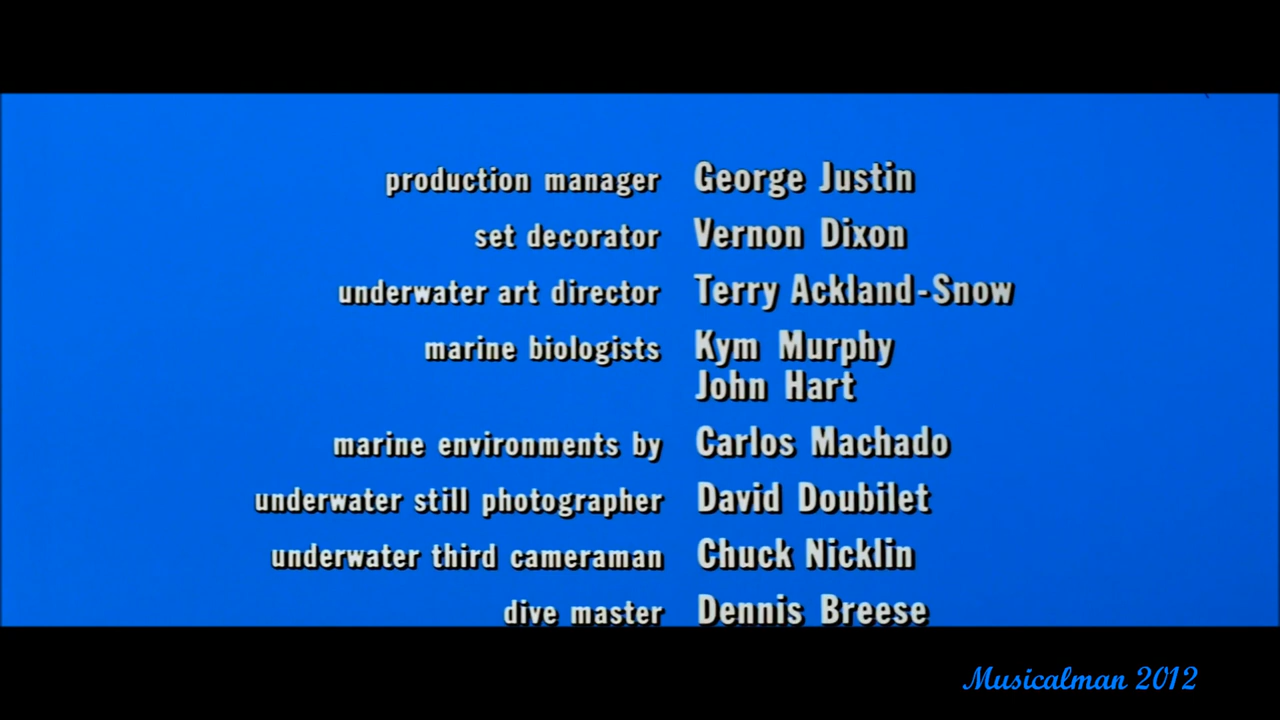 production manager George Justin
set decorator Vernon Dixon
underwater art director Terry Ackland-Snow
marine biologists Kym Murphy
John Hart
marine environments by Carlos Machado
underwater still photographer David Doubilet
underwater third cameraman Chuck Nicklin
dive master Dennis Breese
Musicalman 2012